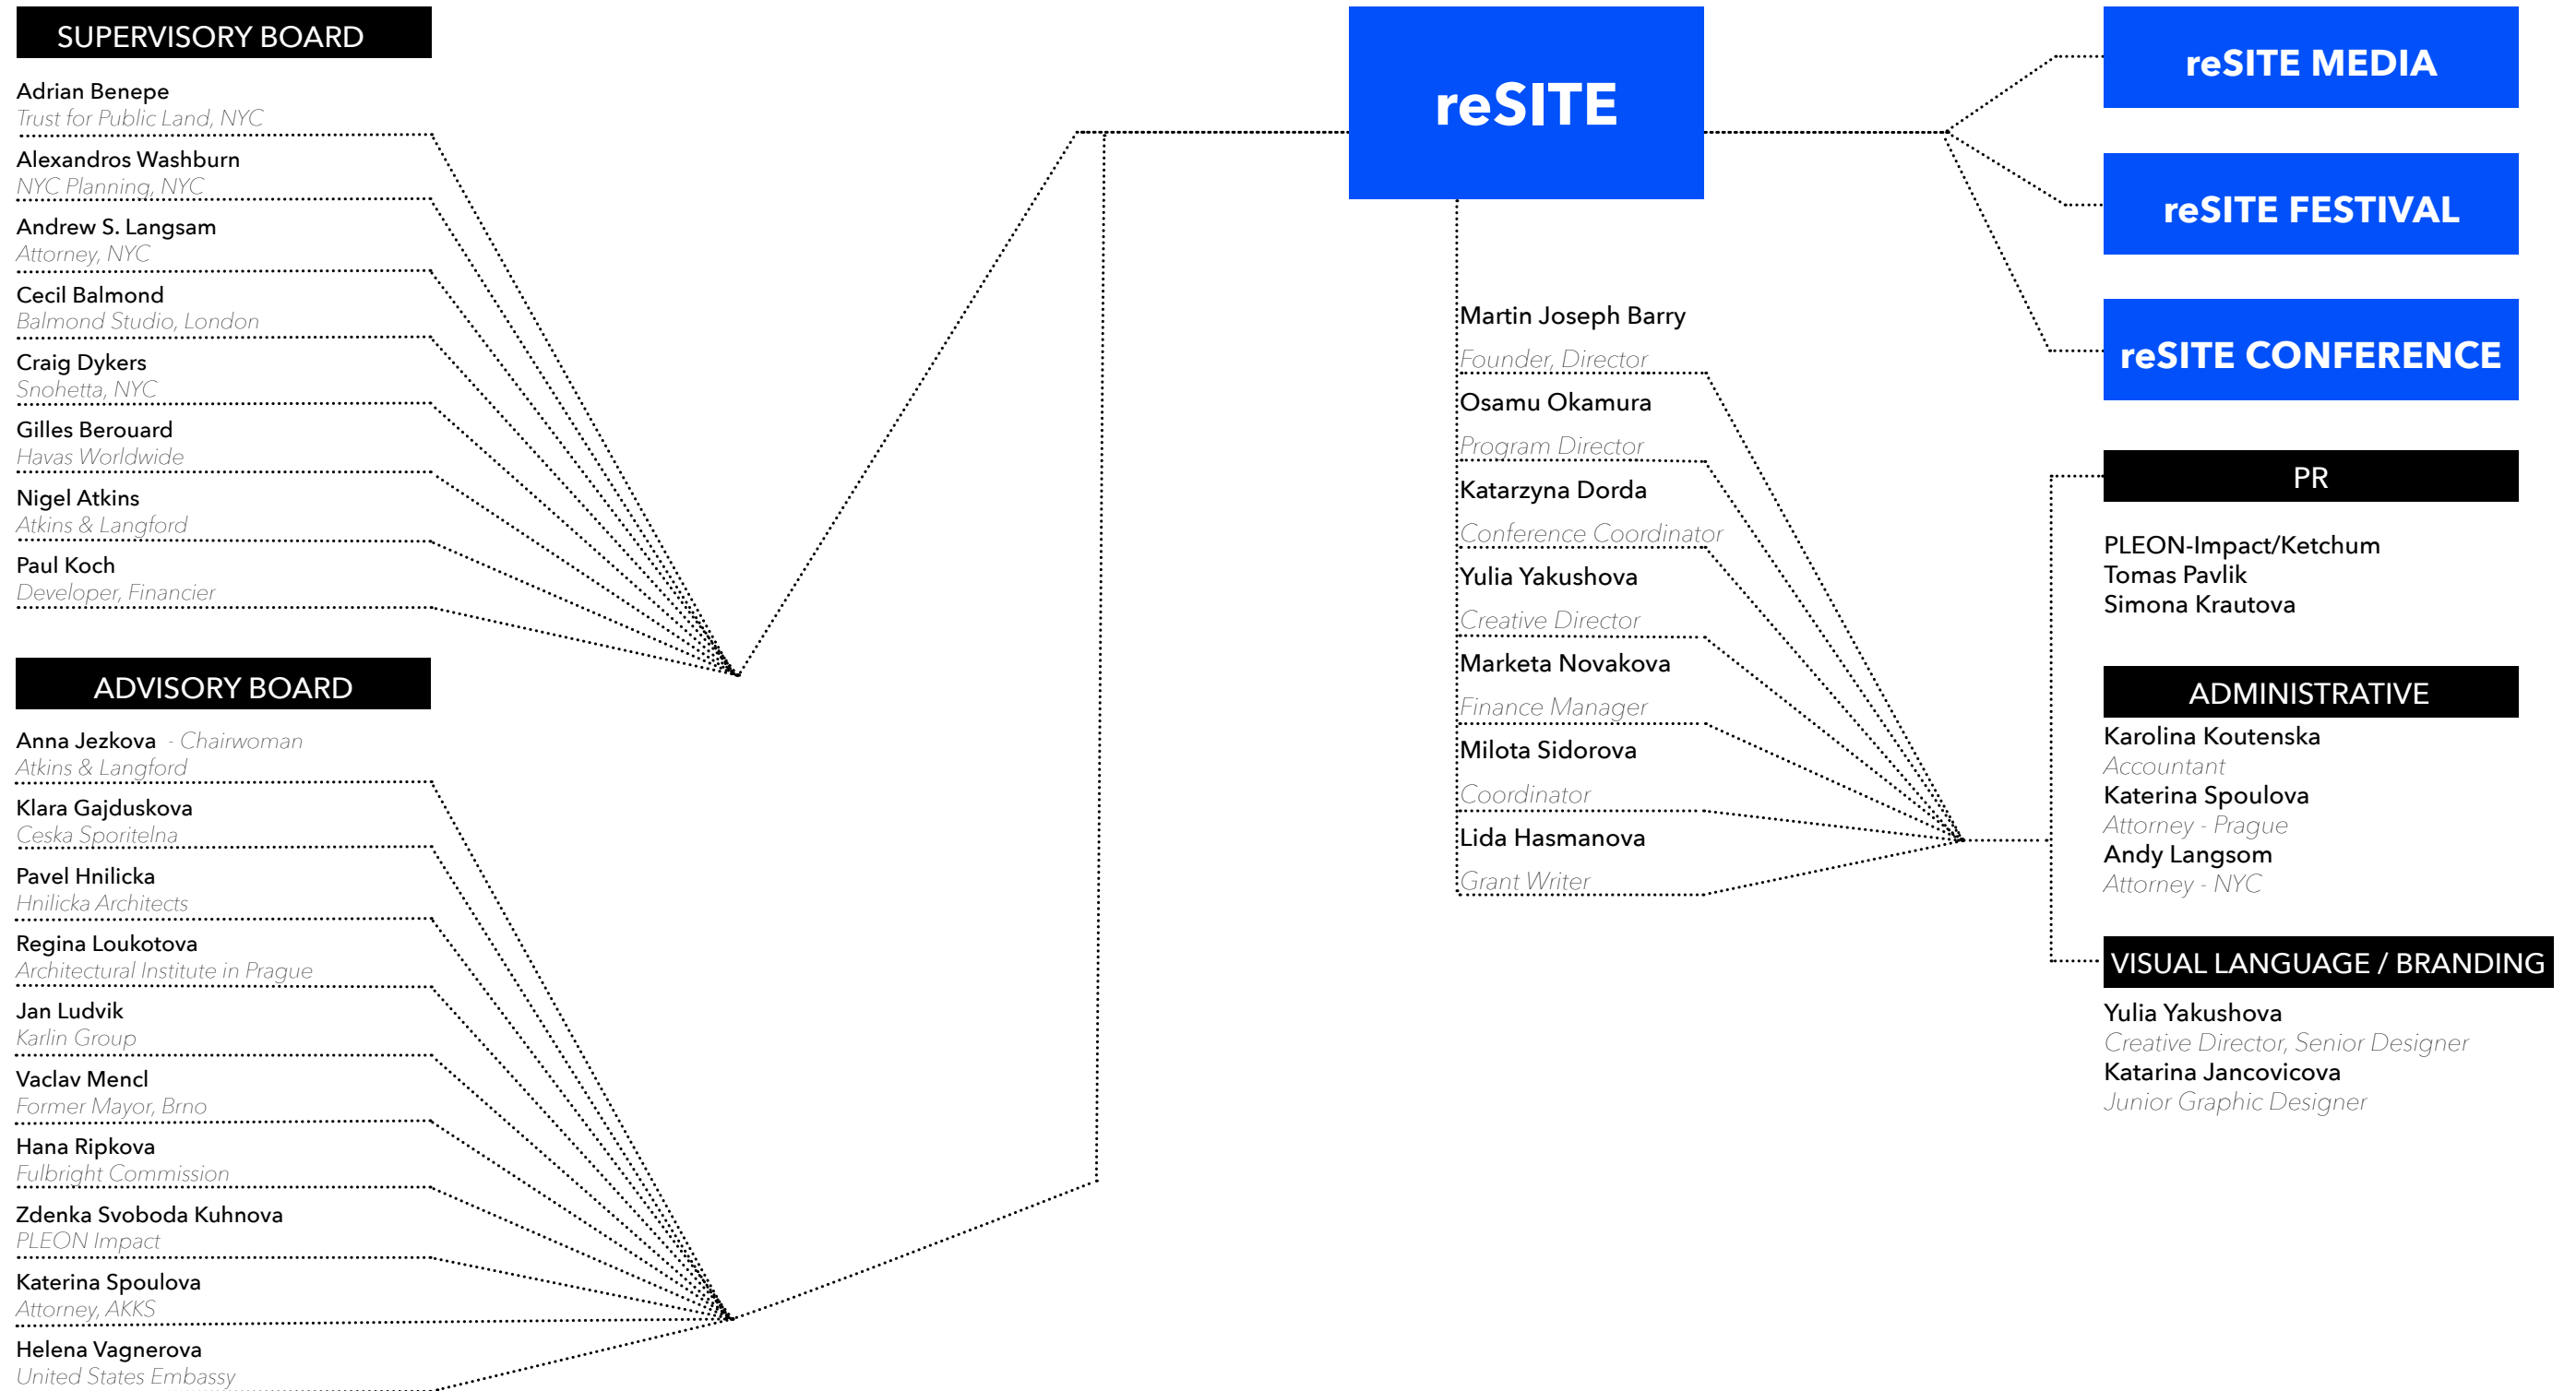 SUPERVISORY BOARD
Adrian Benepe
Trust for Public Land, NYC
Alexandros Washburn
NYC Planning, NYC
Andrew S. Langsam
Attorney, NYC
Cecil Balmond
Balmond Studio, London
Craig Dykers
Snohetta, NYC
Gilles Berouard
Havas Worldwide
Nigel Atkins
Atkins & Langford
Paul Koch
Developer, Financier
ADVISORY BOARD
Anna Jezkova - Chairwoman
Atkins & Langford
Klara Gajduskova
Ceska Sporitelna
Pavel Hnilicka
Hnilicka Architects
Regina Loukotova
Architectural Institute in Prague
Jan Ludvik
Karlin Group
Vaclav Mencl
Former Mayor, Brno
Hana Ripkova
Fulbright Commission
Zdenka Svoboda Kuhnova
PLEON Impact
Katerina Spoulova
Attorney, AKKS
Helena Vagnerova
United States Embassy
reSITE
Martin Joseph Barry
Founder, Director
Osamu Okamura
Program Director
Katarzyna Dorda
Conference Coordinator
Yulia Yakushova
Creative Director
Marketa Novakova
Finance Manager
Milota Sidorova
Coordinator
Lida Hasmanova
Grant Writer
reSITE MEDIA
reSITE FESTIVAL
reSITE CONFERENCE
PR
PLEON-Impact/Ketchum
Tomas Pavlik
Simona Krautova
ADMINISTRATIVE
Karolina Koutenska
Accountant
Katerina Spoulova
Attorney - Prague
Andy Langsom
Attorney - NYC
VISUAL LANGUAGE / BRANDING
Yulia Yakushova
Creative Director, Senior Designer
Katarina Jancovicova
Junior Graphic Designer